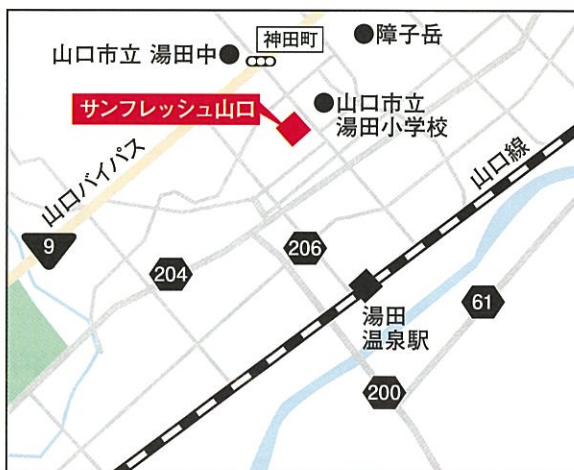 神田町
障子岳
山口市立 湯田中
サンフレッシュ山口
山口市立
湯田小学校
山口バイパス
山口線
9
204
206
湯田
温泉駅
61
200